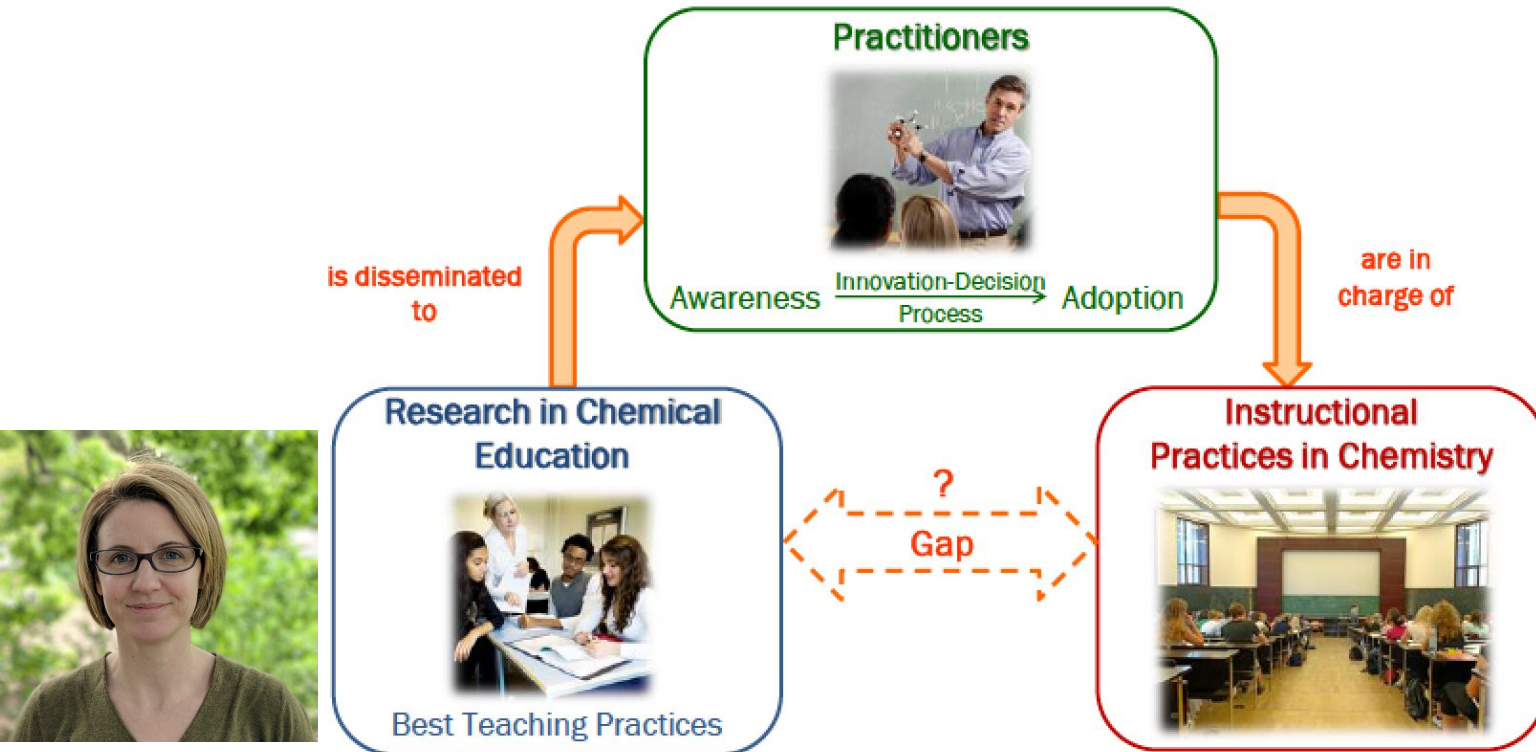 Practitioners
Awareness
Innovation-Decision
Process
Adoption
is disseminated
to
are in
charge of
Research in Chemical
Education
Best Teaching Practices
?
Gap
Instructional
Practices in Chemistry